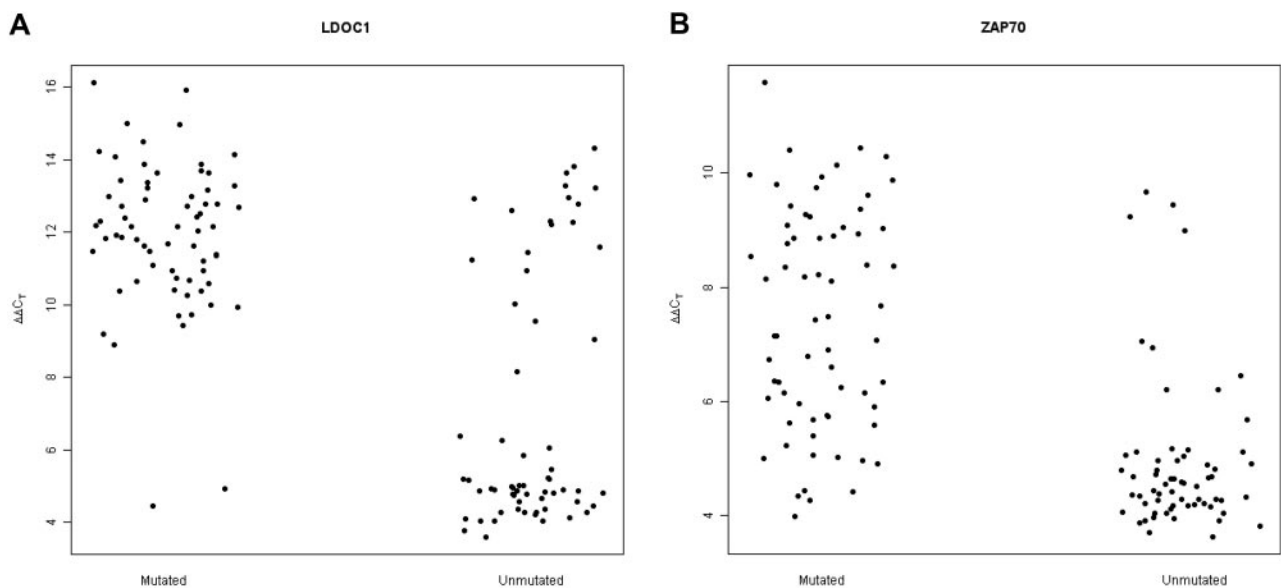 A
LDOC1
16
14
12
10
8
6
4
ΔΔCT
Mutated
Unmutated
B
ZAP70
10
8
6
4
ΔΔCT
Mutated
Unmutated